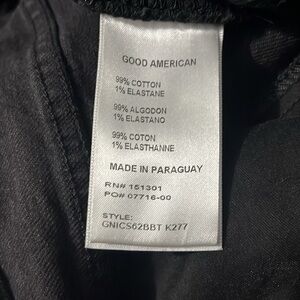 GOOD AMERICAN
99% COTTON
1% ELASTANE
99% ALGODON
1% ELASTANO
99% COTON
1% ELASTHANNE
MADE IN PARAGUAY
RN# 151301
PO# 07716-00
STYLE:
GNICS62BBT K277